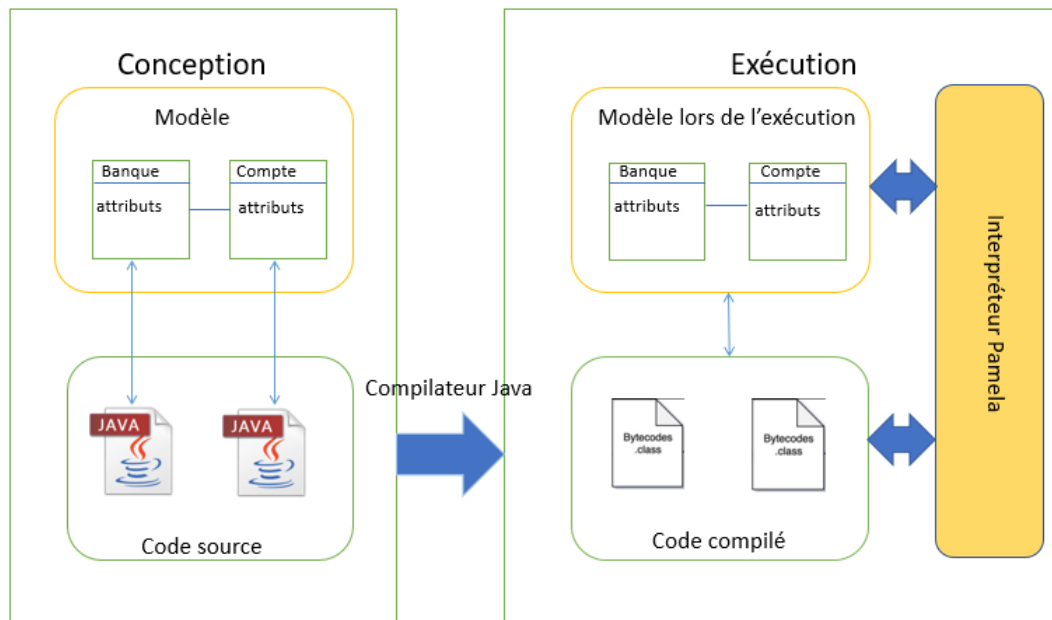 Conception
Modèle
Banque
Compte
attributs
attributs
JAVA
JAVA
Code source
Compilateur Java
Exécution
Modèle lors de l'exécution
Banque
Compte
attributs
attributs
Bytecodes
.class
Bytecodes
.class
Code compilé
Interpréteur Pamela